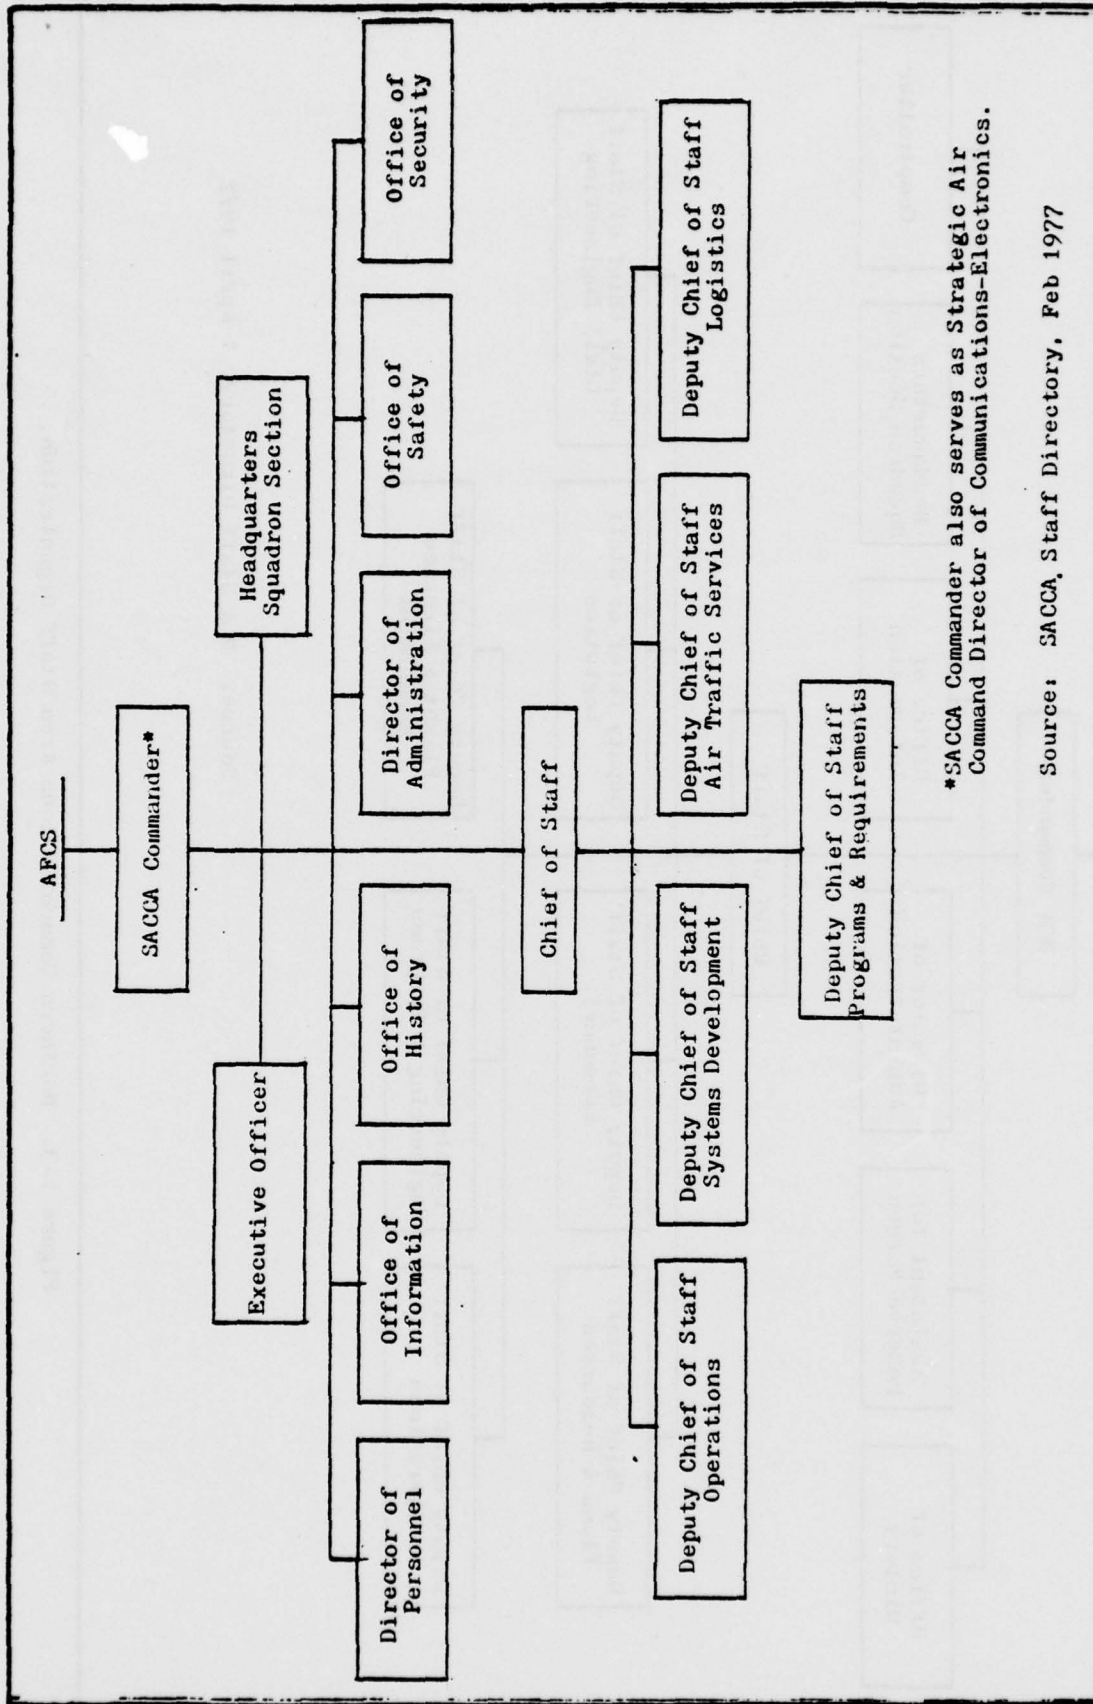 AFCS
SACCA Commander*
Executive Officer
Headquarters
Squadron Section
Director of
Personnel
Office of
Information
Office of
History
Director of
Administration
Office of
Safety
Office of
Security
Chief of Staff
Deputy Chief of Staff
Operations
Deputy Chief of Staff
Systems Development
Deputy Chief of Staff
Air Traffic Services
Deputy Chief of Staff
Logistics
Deputy Chief of Staff
Programs & Requirements
*SACCA Commander also serves as Strategic Air
Command Director of Communications-Electronics.
Source: SACCA Staff Directory, Feb 1977